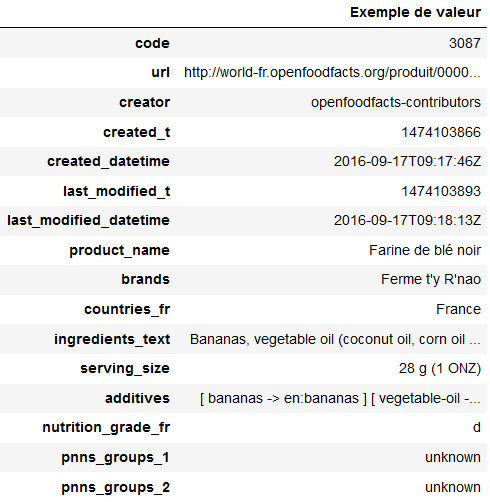 Exemple de valeur
code 3087
url http://world-fr.openfoodfacts.org/produit/0000...
creator openfoodfacts-contributors
created_t 1474103866
created_datetime 2016-09-17T09:17:46Z
last_modified_t 1474103893
last_modified_datetime 2016-09-17T09:18:13Z
product_name Farine de blé noir
brands Ferme t'y R'nao
countries_fr France
ingredients_text Bananas, vegetable oil (coconut oil, corn oil ...
serving_size 28 g (1 ONZ)
additives [ bananas -> en:bananas ] [ vegetable-oil -...
nutrition_grade_fr d
pnns_groups_1 unknown
pnns_groups_2 unknown